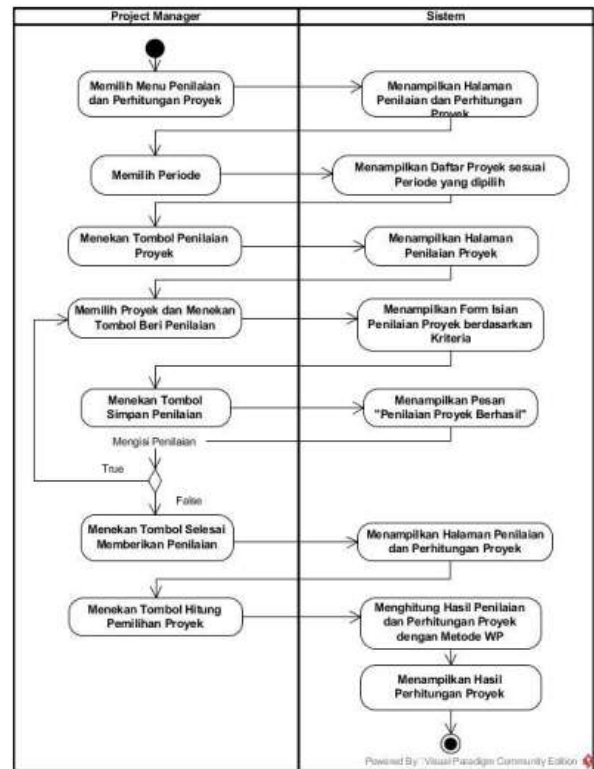 Project Manager
Sistem
Memilih Menu Penilaian
dan Perhitungan Proyek
Menampilkan Halaman
Penilaian dan Perhitungan
Proyek
Memilih Periode
Menampilkan Daftar Proyek sesuai
Periode yang dipilih
Menekan Tombol Penilaian
Proyek
Menampilkan Halaman
Penilaian Proyek
Memilih Proyek dan Menekan
Tombol Beri Penilaian
Menampilkan Form Isian
Penilaian Proyek berdasarkan
Kriteria
Menekan Tombol
Simpan Penilaian
Menampilkan Pesan
"Penilaian Proyek Berhasil"
Mengisi Penilaian
True
False
Menekan Tombol Selesai
Memberikan Penilaian
Menampilkan Halaman Penilaian
dan Perhitungan Proyek
Menekan Tombol Hitung
Pemilihan Proyek
Menghitung Hasil Penilaian
dan Perhitungan Proyek
dengan Metode WP
Menampilkan Hasil
Perhitungan Proyek
Powered By Visual Paradigm Community Edition